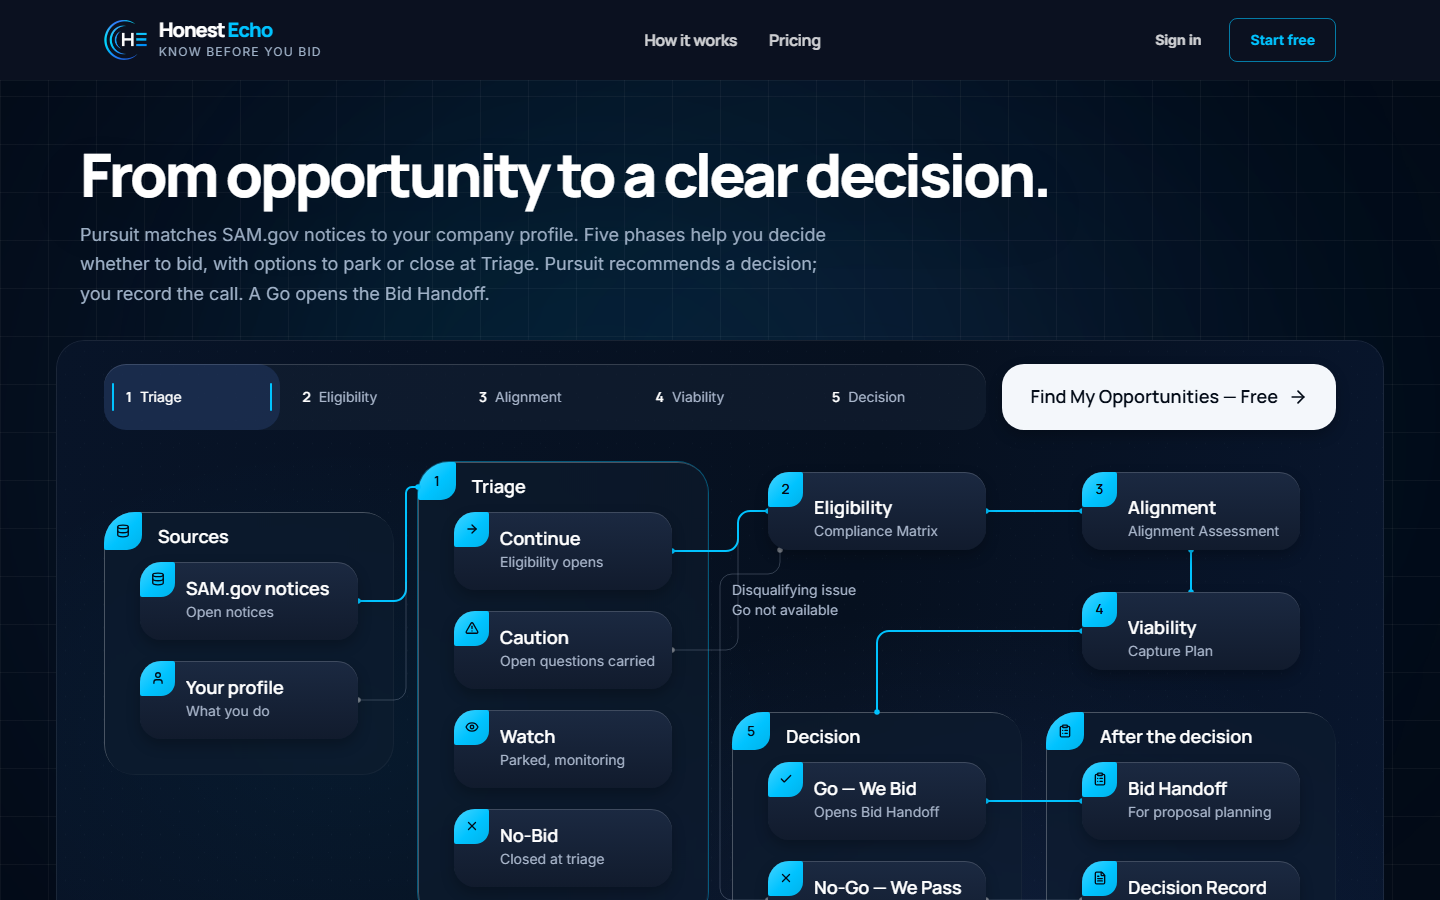 Honest Echo
KNOW BEFORE YOU BID
How it works
Pricing
Sign in
Start free
From opportunity to a clear decision.
Pursuit matches SAM.gov notices to your company profile. Five phases help you decide
whether to bid, with options to park or close at Triage. Pursuit recommends a decision;
you record the call. A Go opens the Bid Handoff.
1 Triage
2 Eligibility
3 Alignment
4 Viability
5 Decision
Find My Opportunities — Free
Sources
SAM.gov notices
Open notices
Your profile
What you do
1
Triage
Continue
Eligibility opens
Caution
Open questions carried
Watch
Parked, monitoring
No-Bid
Closed at triage
2
Eligibility
Compliance Matrix
Disqualifying issue
Go not available
3
Alignment
Alignment Assessment
4
Viability
Capture Plan
5
Decision
Go — We Bid
Opens Bid Handoff
No-Go — We Pass
After the decision
Bid Handoff
For proposal planning
Decision Record